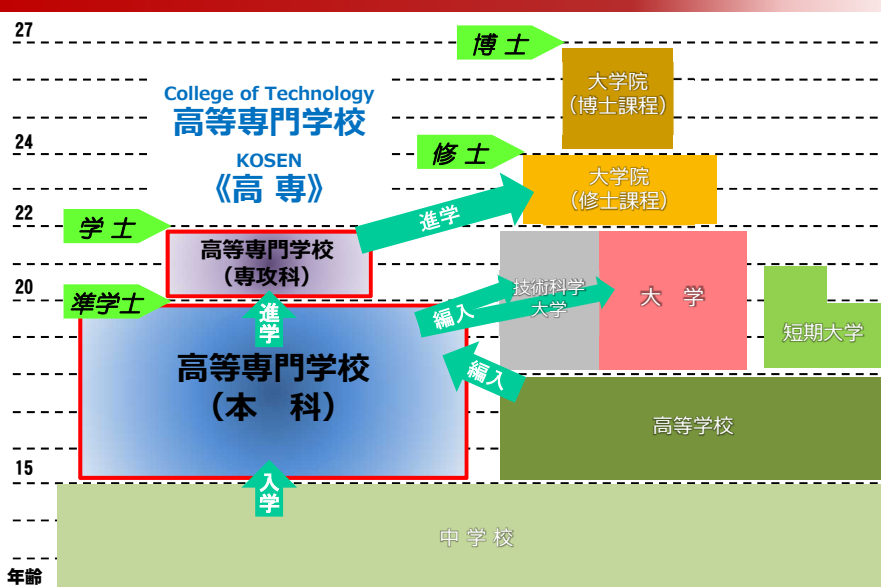 27
博 士
大学院
(博士課程)
College of Technology
高等専門学校
KOSEN
《高 専》
24
修 士
大学院
(修士課程)
進学
22
学 士
高等専門学校
(専攻科)
技術科学
大学
大 学
20
準学士
進学
編入
短期大学
高等専門学校
(本 科)
編入
高等学校
15
入学
中 学 校
年齢